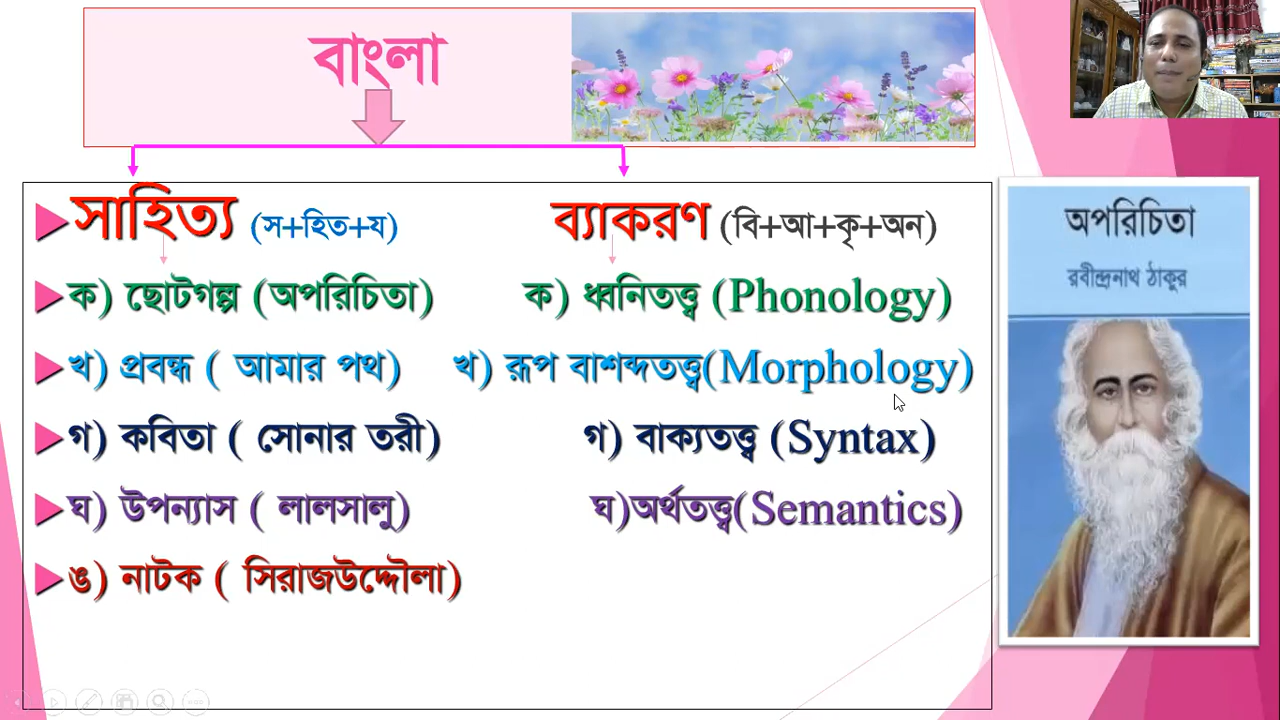 বাংলা
সাহিত্য (স+হিত+য) ব্যাকরণ (বি+আ+কৃ+অন)
ক) ছোটগল্প (অপরিচিতা) ক) ধ্বনিতত্ত্ব (Phonology)
খ) প্রবন্ধ ( আমার পথ) খ) রূপ বাশব্দতত্ত্ব(Morphology)
গ) কবিতা ( সোনার তরী) গ) বাক্যতত্ত্ব (Syntax)
ঘ) উপন্যাস ( লালসালু) ঘ)অর্থতত্ত্ব(Semantics)
ঙ) নাটক ( সিরাজউদ্দৌলা)
অপরিচিতা
রবীন্দ্রনাথ ঠাকুর